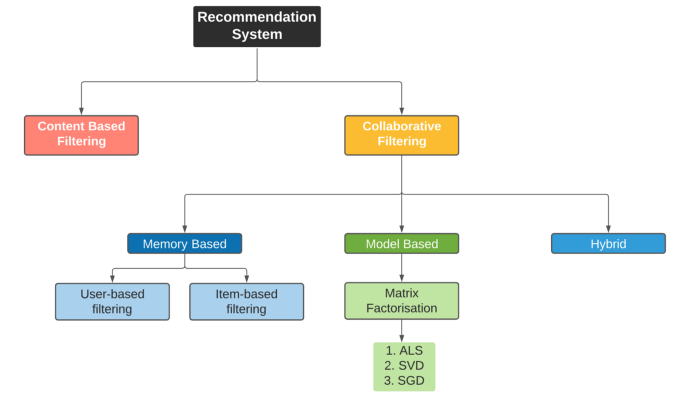 Recommendation
System
Content Based
Filtering
Collaborative
Filtering
Memory Based
Model Based
Hybrid
User-based
filtering
Item-based
filtering
Matrix
Factorisation
1. ALS
2. SVD
3. SGD